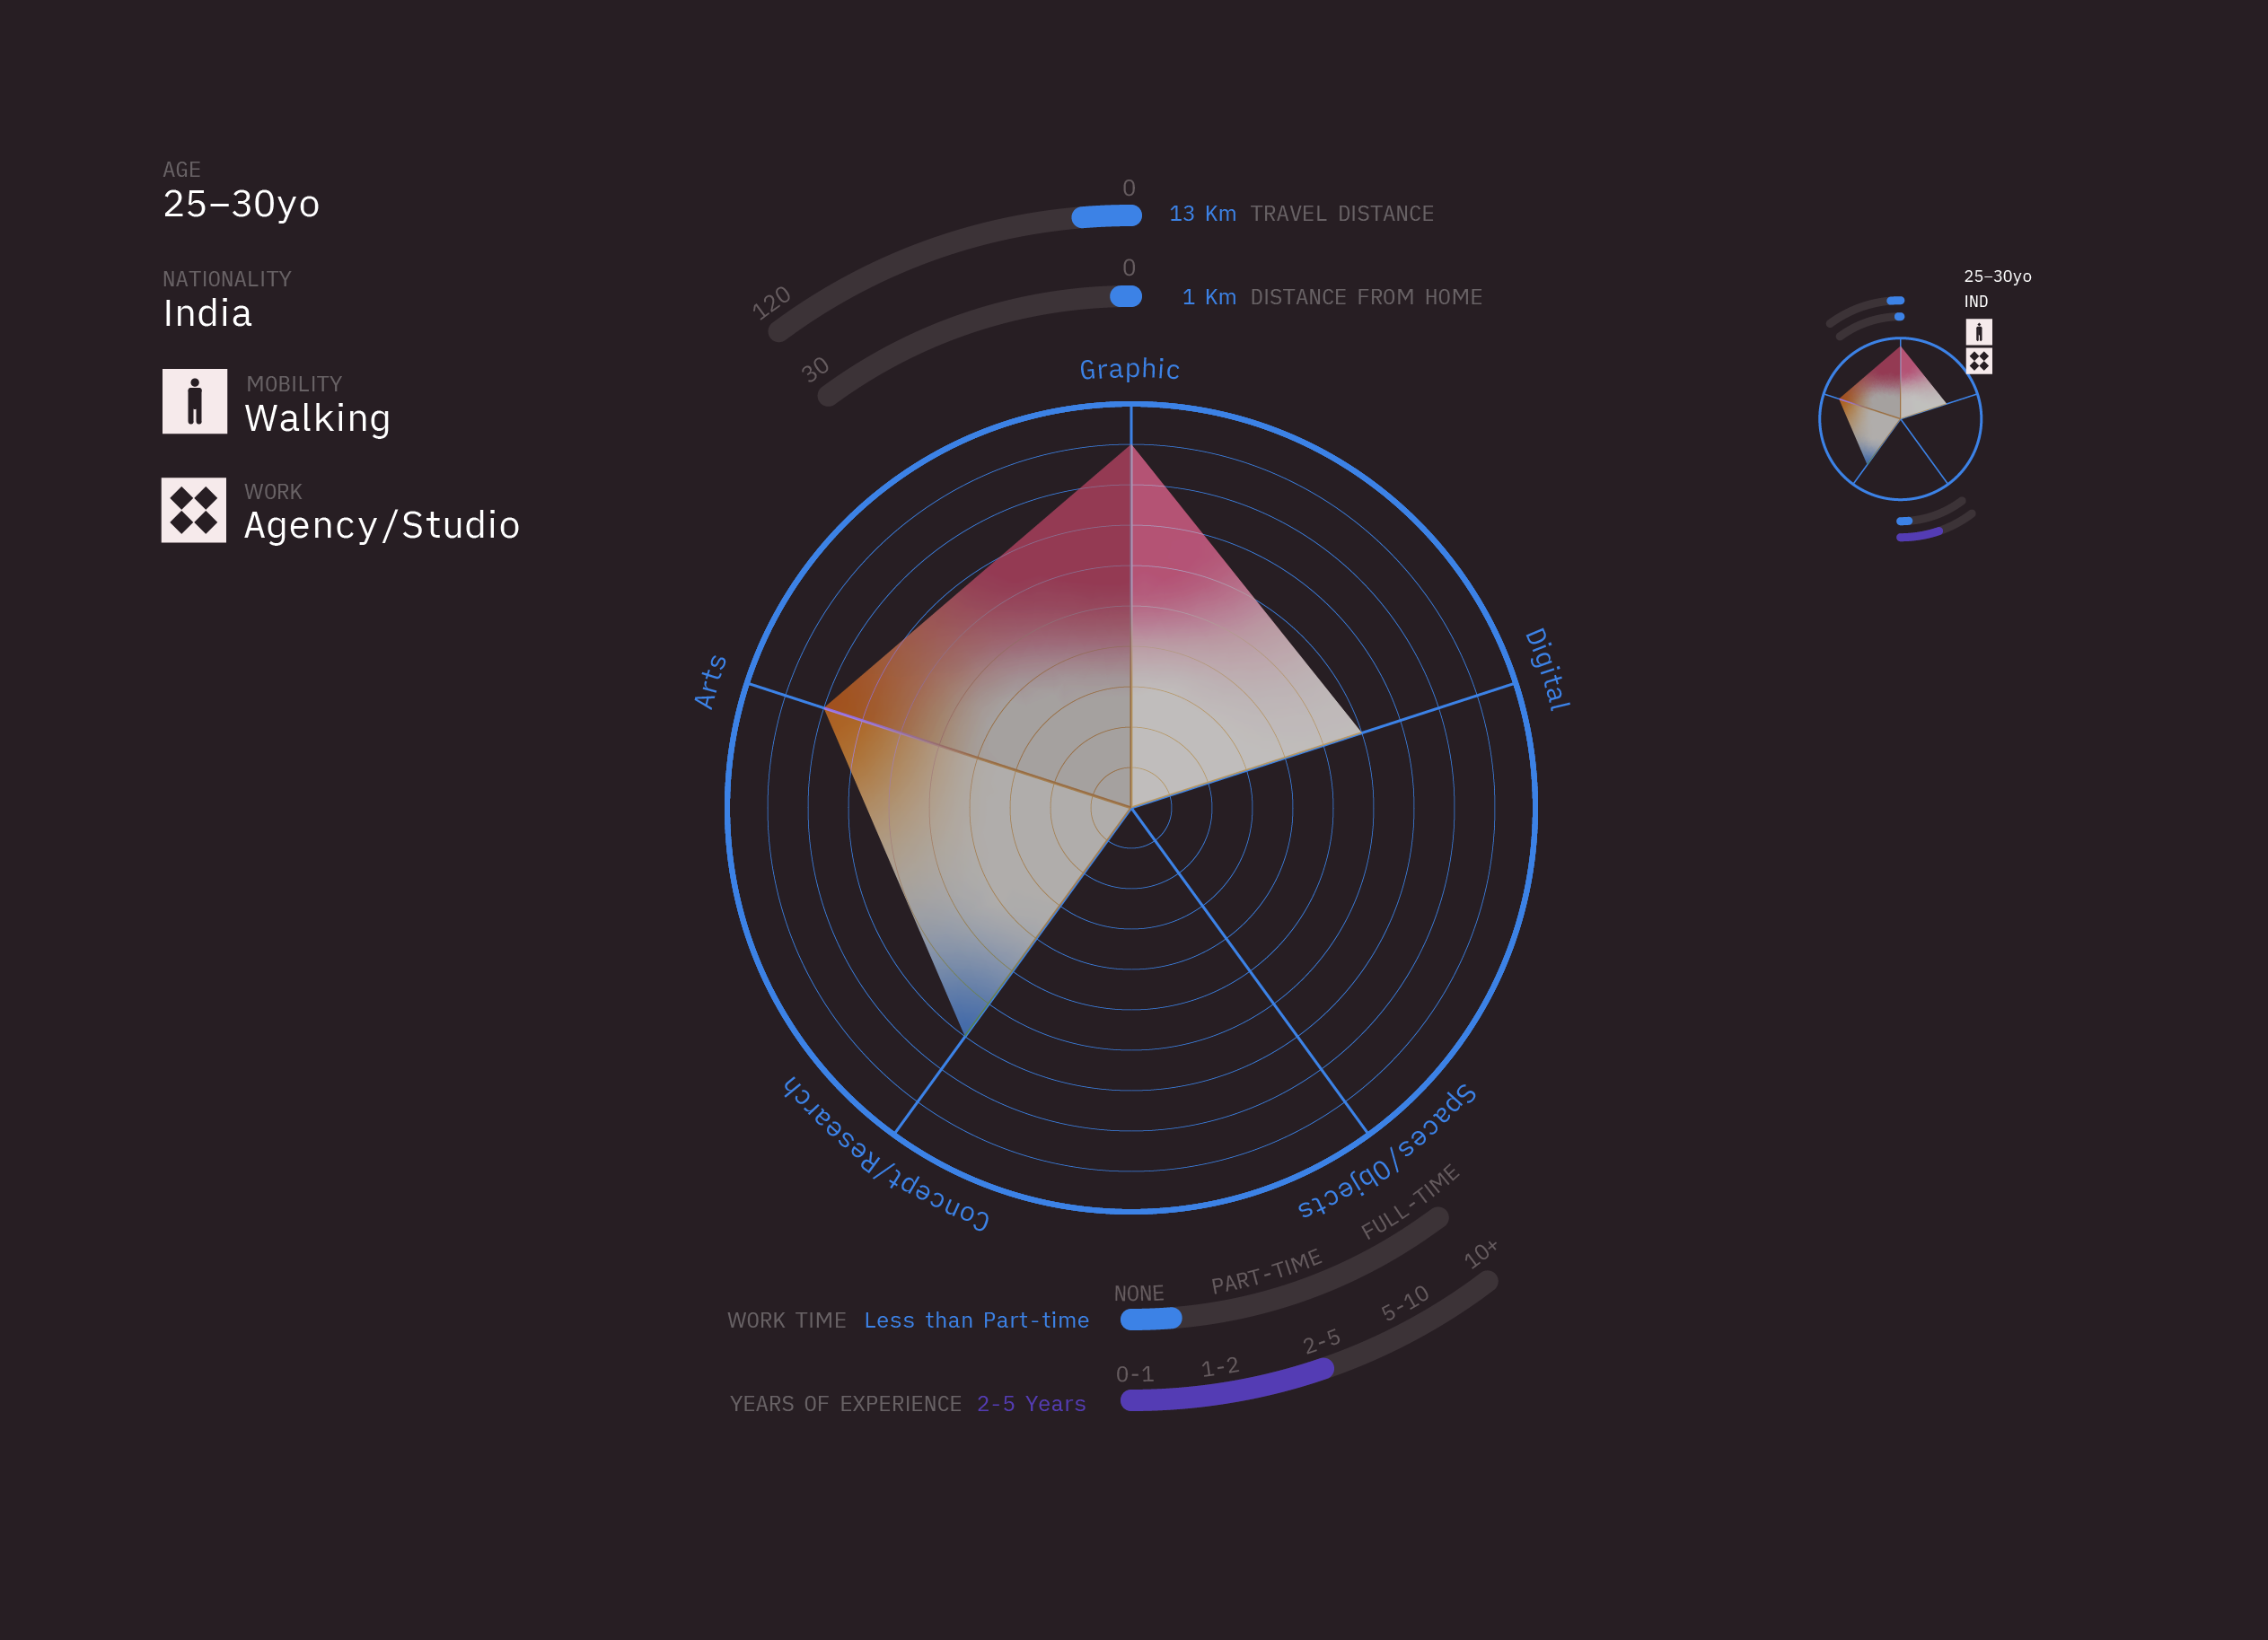 AGE
25–30yo
NATIONALITY
India
MOBILITY
Walking
WORK
Agency/Studio
0
13 Km TRAVEL DISTANCE
120
0
1 Km DISTANCE FROM HOME
30
Graphic
Digital
Arts
Concept/Research
Spaces/Objects
NONE
PART-TIME
FULL-TIME
WORK TIME Less than Part-time
0-1
1-2
2-5
5-10
10+
YEARS OF EXPERIENCE 2-5 Years
25–30yo
IND